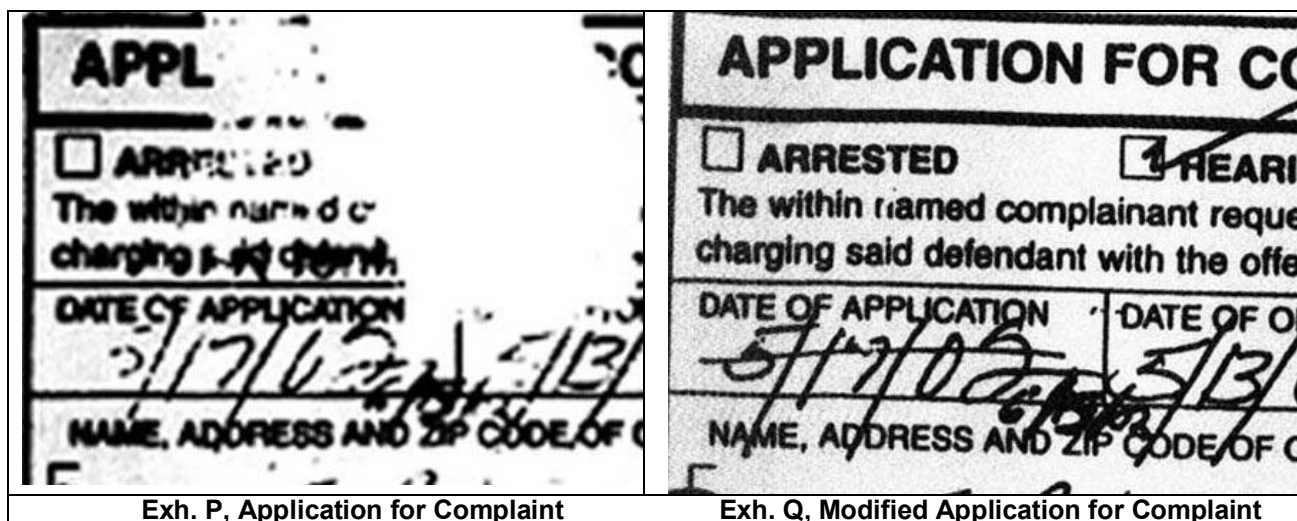 APPL
ARRESTED
The within named c
charging said defend
DATE OF APPLICATION
5/17/02 5/13/
NAME, ADDRESS AND ZIP CODE OF C
Exh. P, Application for Complaint
APPLICATION FOR CO
ARRESTED HEARI
The within named complainant reque
charging said defendant with the offe
DATE OF APPLICATION DATE OF O
5/17/02 5/13/
NAME, ADDRESS AND ZIP CODE OF C
Exh. Q, Modified Application for Complaint